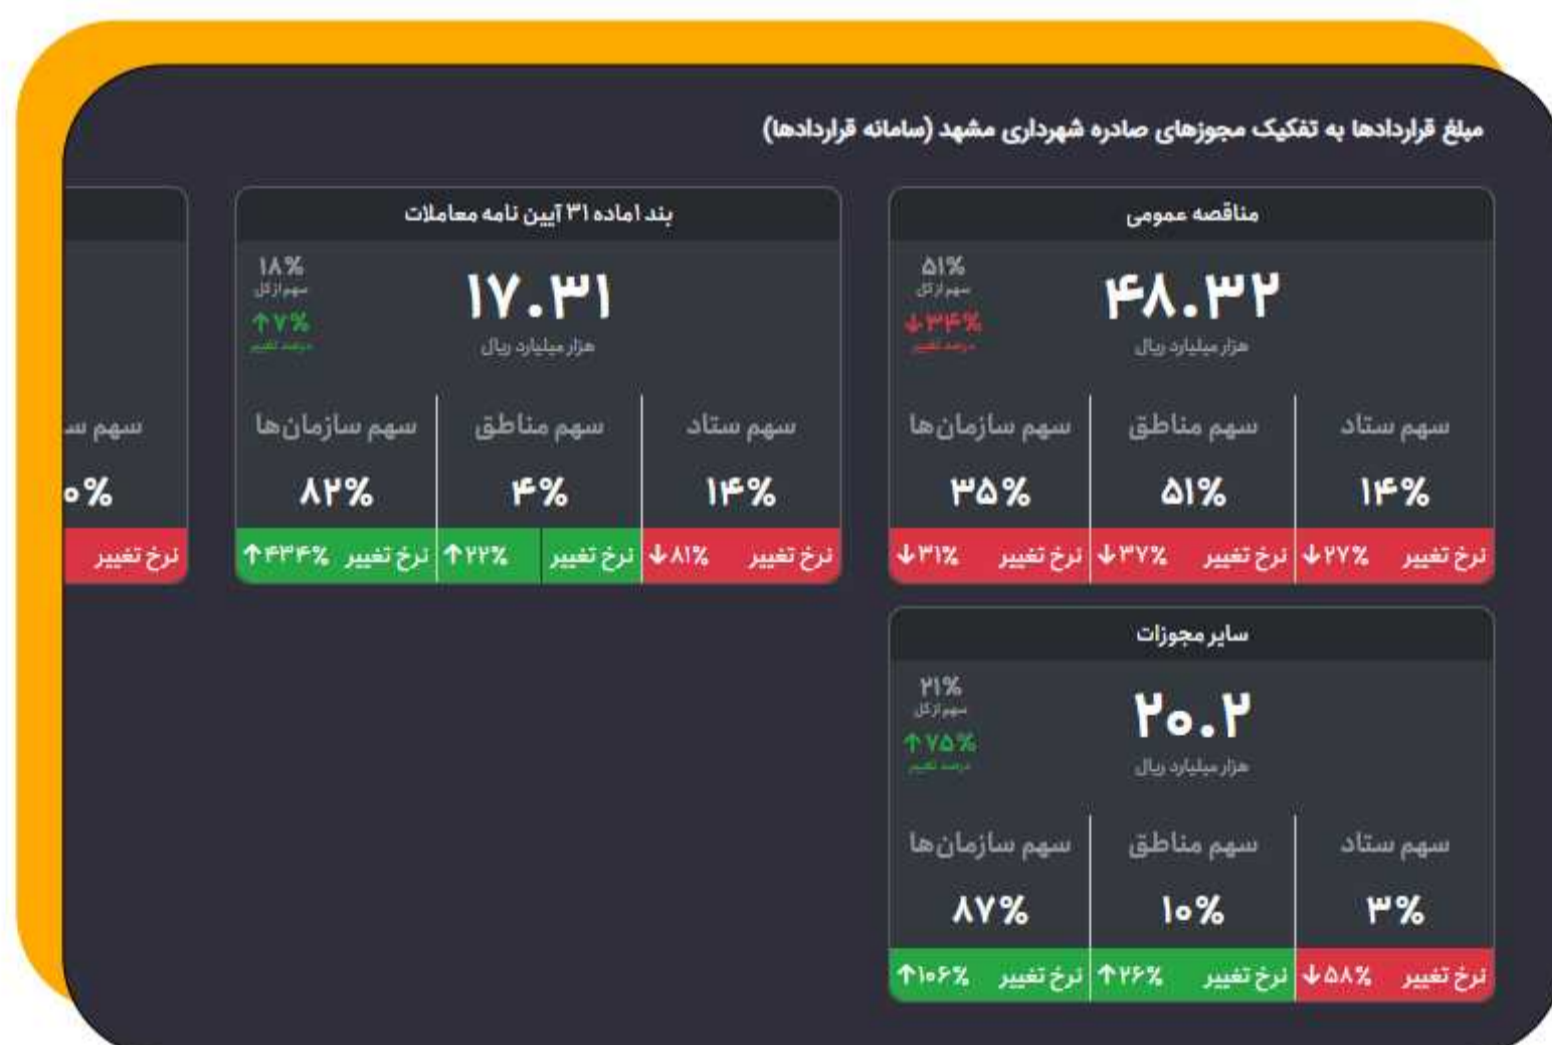 مبلغ قراردادها به تفکیک مجوزهای صادره شهرداری مشهد (سامانه قراردادها)
مناقصه عمومی
۵۱%
سهم از کل
۴۸.۳۲
↓۳۴%
درصد تغییر
هزار میلیارد ریال
سهم ستاد سهم مناطق سهم سازمان‌ها
۱۴% ۵۱% ۳۵%
نرخ تغییر ↓۲۷% نرخ تغییر ↓۳۷% نرخ تغییر ↓۳۱%
بند اماده ۳۱ آیین نامه معاملات
۱۸%
سهم از کل
۱۷.۳۱
↑۷%
درصد تغییر
هزار میلیارد ریال
سهم ستاد سهم مناطق سهم سازمان‌ها
۱۴% ۴% ۸۲%
نرخ تغییر ↓۸۱% نرخ تغییر ↑۲۲% نرخ تغییر ↑۴۳۴%
سهم س
۰%
نرخ تغییر
سایر مجوزات
۲۱%
سهم از کل
۲۰.۲
↑۷۵%
درصد تغییر
هزار میلیارد ریال
سهم ستاد سهم مناطق سهم سازمان‌ها
۳% ۱۰% ۸۷%
نرخ تغییر ↓۵۸% نرخ تغییر ↑۲۶% نرخ تغییر ↑۱۰۶%